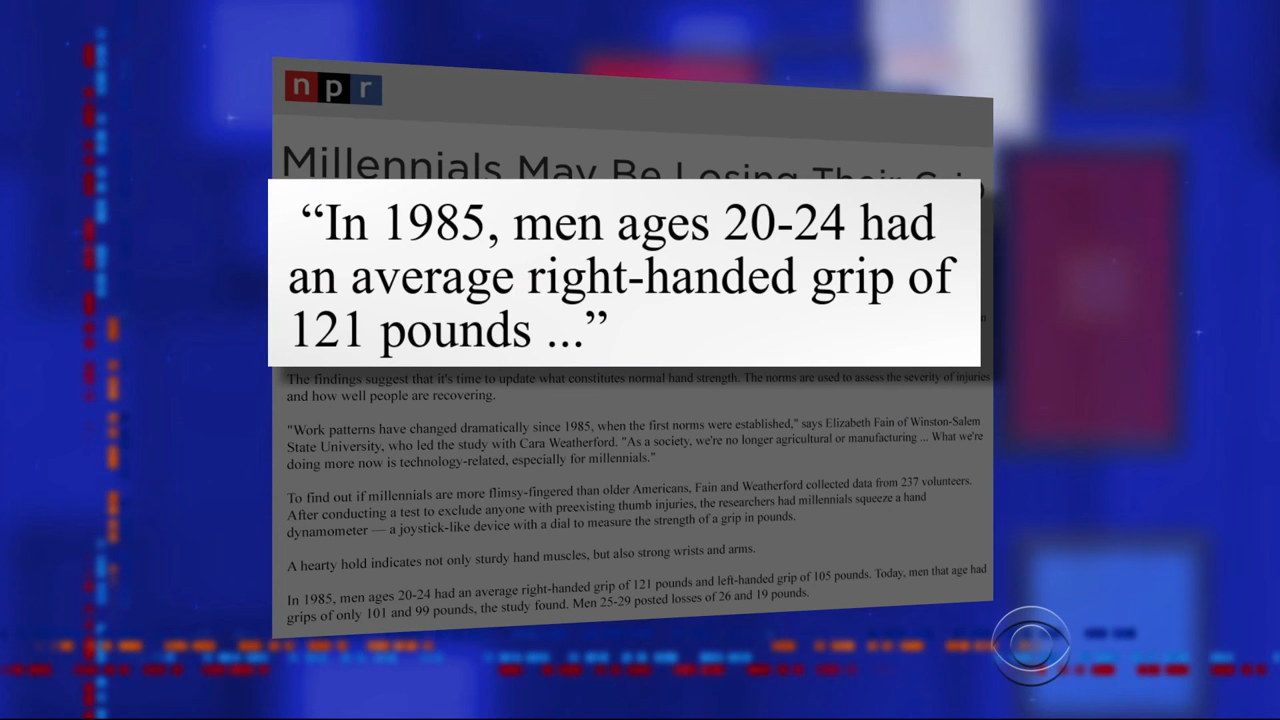 npr
Millennials May Be Losing Their Grip
“In 1985, men ages 20-24 had
an average right-handed grip of
121 pounds ...”
The findings suggest that it's time to update what constitutes normal hand strength. The norms are used to assess the severity of injuries
and how well people are recovering.
"Work patterns have changed dramatically since 1985, when the first norms were established," says Elizabeth Fain of Winston-Salem
State University, who led the study with Cara Weatherford. "As a society, we're no longer agricultural or manufacturing ... What we're
doing more now is technology-related, especially for millennials."
To find out if millennials are more flimsy-fingered than older Americans, Fain and Weatherford collected data from 237 volunteers.
After conducting a test to exclude anyone with preexisting thumb injuries, the researchers had millennials squeeze a hand
dynamometer — a joystick-like device with a dial to measure the strength of a grip in pounds.
A hearty hold indicates not only sturdy hand muscles, but also strong wrists and arms.
In 1985, men ages 20-24 had an average right-handed grip of 121 pounds and left-handed grip of 105 pounds. Today, men that age had
grips of only 101 and 99 pounds, the study found. Men 25-29 posted losses of 26 and 19 pounds.